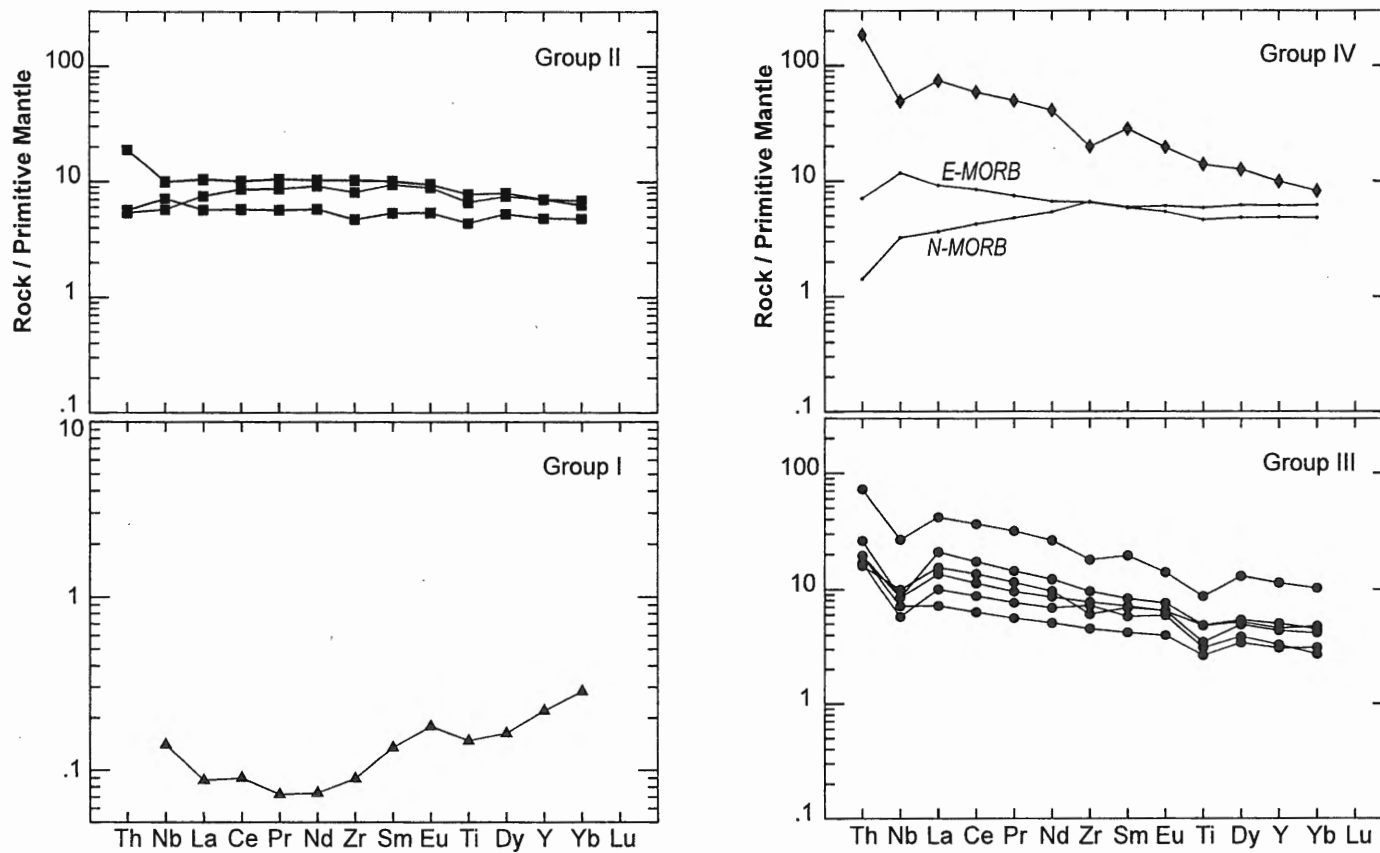 Rock / Primitive Mantle
100
10
1
.1
Group II
Rock / Primitive Mantle
100
10
1
.1
Group IV
E-MORB
N-MORB
10
1
.1
Group I
Th Nb La Ce Pr Nd Zr Sm Eu Ti Dy Y Yb Lu
100
10
1
.1
Group III
Th Nb La Ce Pr Nd Zr Sm Eu Ti Dy Y Yb Lu